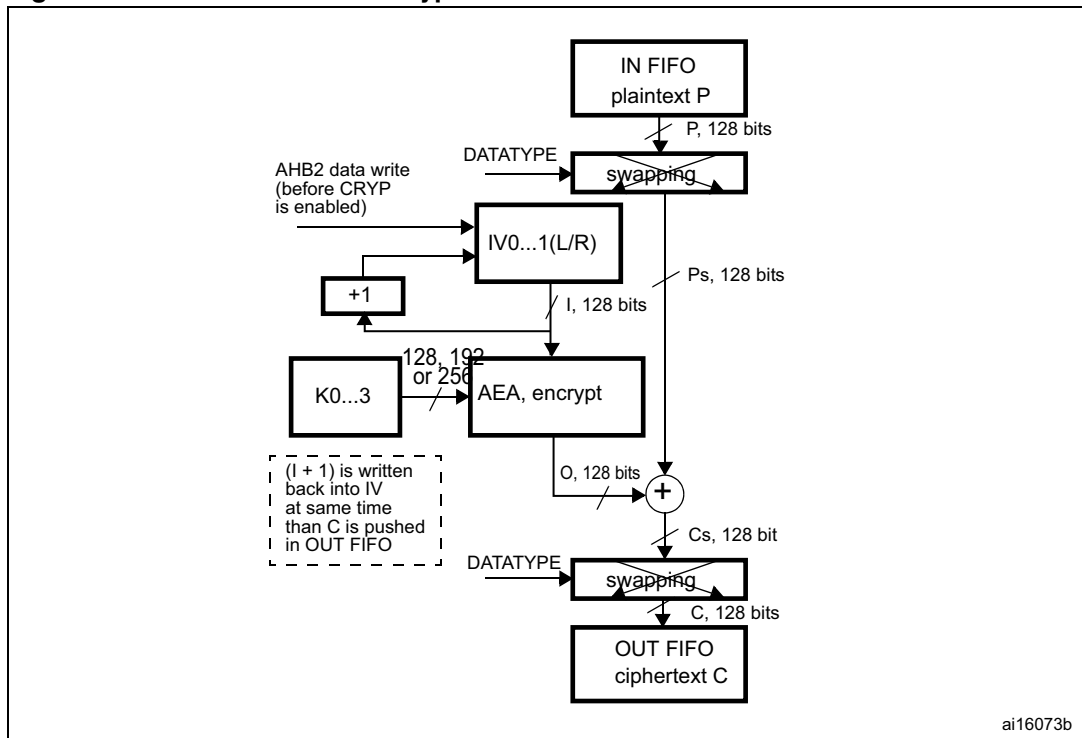 IN FIFO
plaintext P
P, 128 bits
DATATYPE
swapping
AHB2 data write
(before CRYP
is enabled)
IV0...1(L/R)
Ps, 128 bits
+1
I, 128 bits
128, 192
or 256
K0...3
AEA, encrypt
(I + 1) is written
back into IV
at same time
than C is pushed
in OUT FIFO
O, 128 bits
+
Cs, 128 bit
DATATYPE
swapping
C, 128 bits
OUT FIFO
ciphertext C
ai16073b